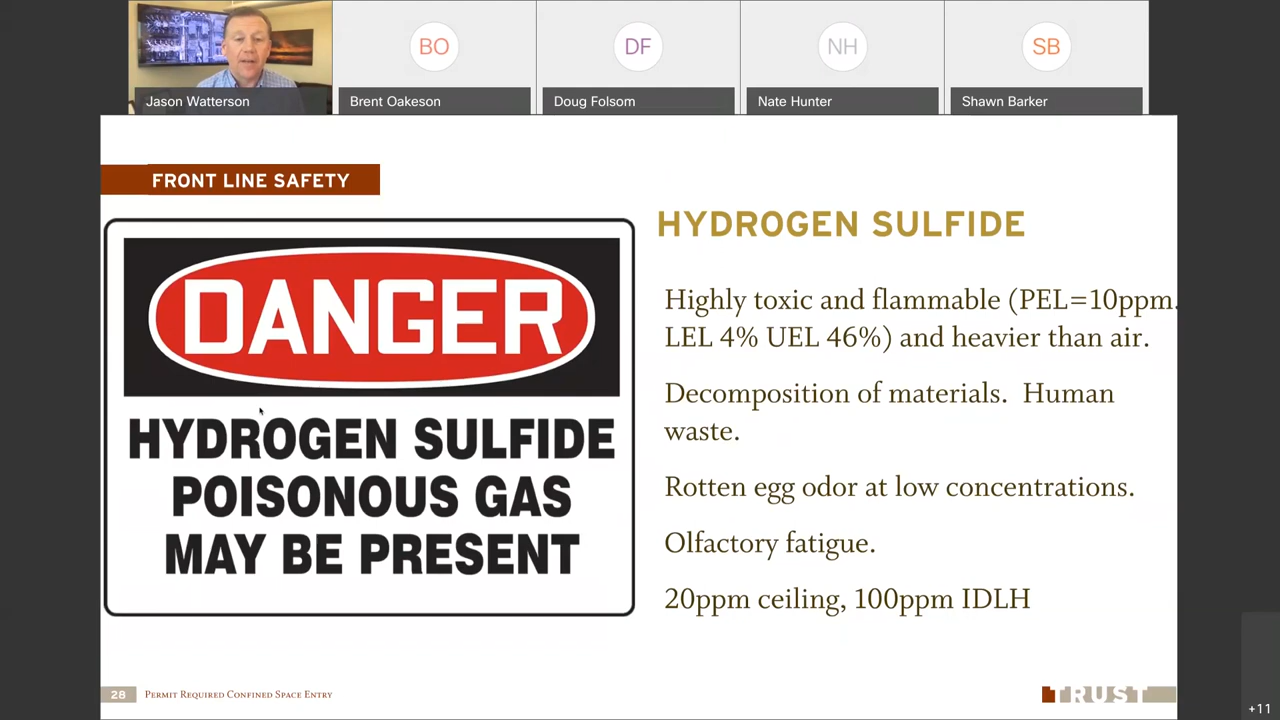 BO
DF
NH
SB
Jason Watterson
Brent Oakeson
Doug Folsom
Nate Hunter
Shawn Barker
FRONT LINE SAFETY
DANGER
HYDROGEN SULFIDE
POISONOUS GAS
MAY BE PRESENT
HYDROGEN SULFIDE
Highly toxic and flammable (PEL=10ppm.
LEL 4% UEL 46%) and heavier than air.
Decomposition of materials. Human
waste.
Rotten egg odor at low concentrations.
Olfactory fatigue.
20ppm ceiling, 100ppm IDLH
28
PERMIT REQUIRED CONFINED SPACE ENTRY
TRUST
+11